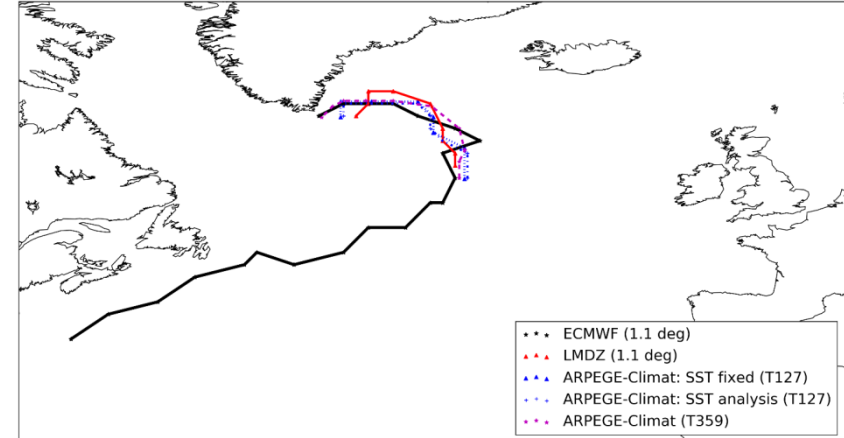 ECMWF (1.1 deg)
LMDZ (1.1 deg)
ARPEGE-Climat: SST fixed (T127)
ARPEGE-Climat: SST analysis (T127)
ARPEGE-Climat (T359)